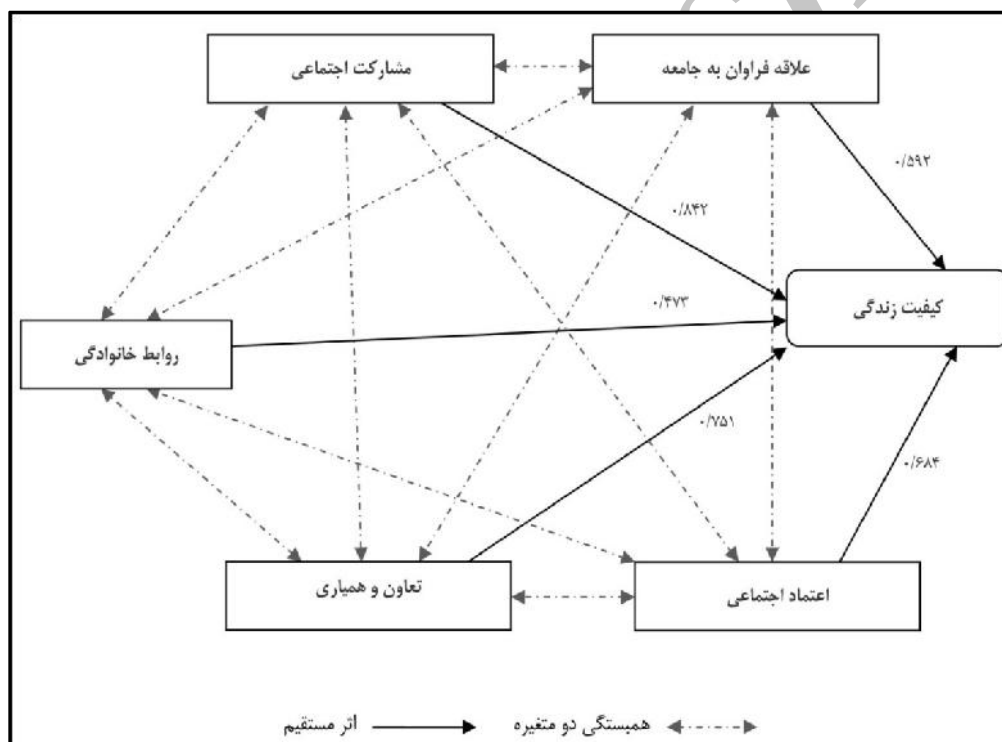 علاقه فراوان به جامعه
مشارکت اجتماعی
۰/۵۹۲
۰/۸۴۲
کیفیت زندگی
۰/۴۷۳
روابط خانوادگی
۰/۷۵۱
۰/۶۸۴
اعتماد اجتماعی
تعاون و همیاری
همبستگی دو متغیره
اثر مستقیم